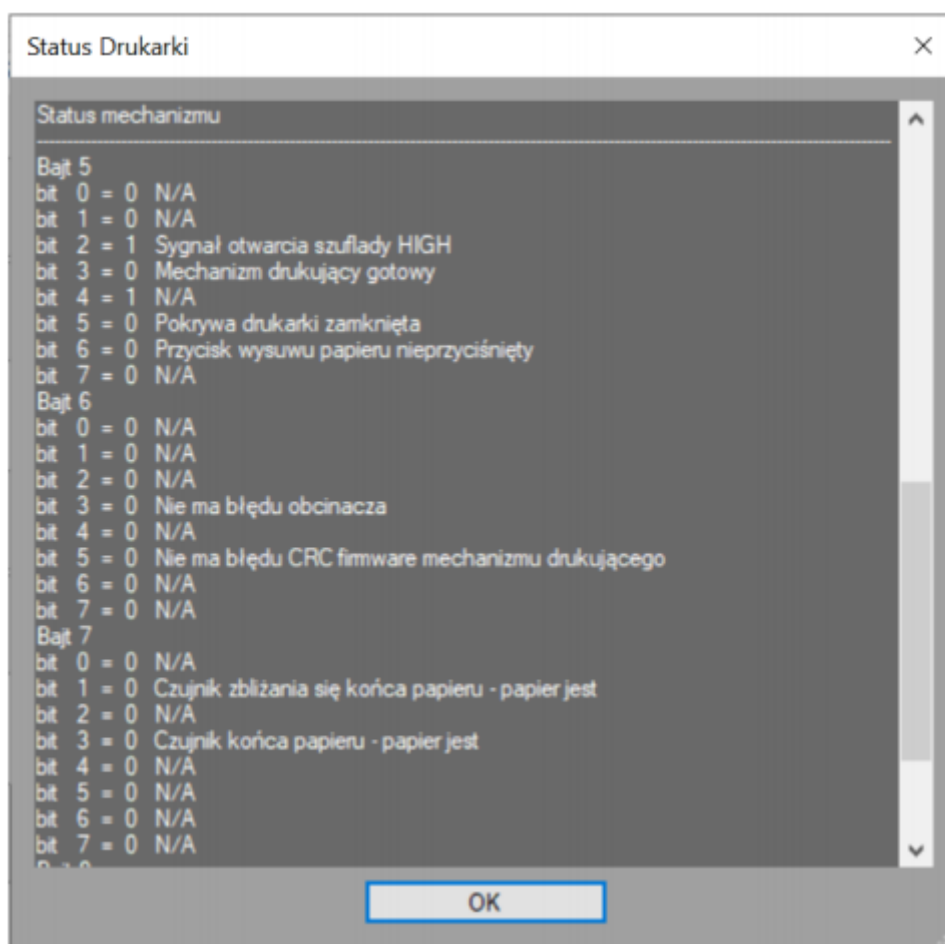 Status Drukarki
Status mechanizmu
Bajt 5
bit 0 = 0 N/A
bit 1 = 0 N/A
bit 2 = 1 Sygnał otwarcia szuflady HIGH
bit 3 = 0 Mechanizm drukujący gotowy
bit 4 = 1 N/A
bit 5 = 0 Pokrywa drukarki zamknięta
bit 6 = 0 Przycisk wysuwu papieru nieprzyciśnięty
bit 7 = 0 N/A
Bajt 6
bit 0 = 0 N/A
bit 1 = 0 N/A
bit 2 = 0 N/A
bit 3 = 0 Nie ma błędu obcinacza
bit 4 = 0 N/A
bit 5 = 0 Nie ma błędu CRC firmware mechanizmu drukującego
bit 6 = 0 N/A
bit 7 = 0 N/A
Bajt 7
bit 0 = 0 N/A
bit 1 = 0 Czujnik zbliżania się końca papieru - papier jest
bit 2 = 0 N/A
bit 3 = 0 Czujnik końca papieru - papier jest
bit 4 = 0 N/A
bit 5 = 0 N/A
bit 6 = 0 N/A
bit 7 = 0 N/A
OK